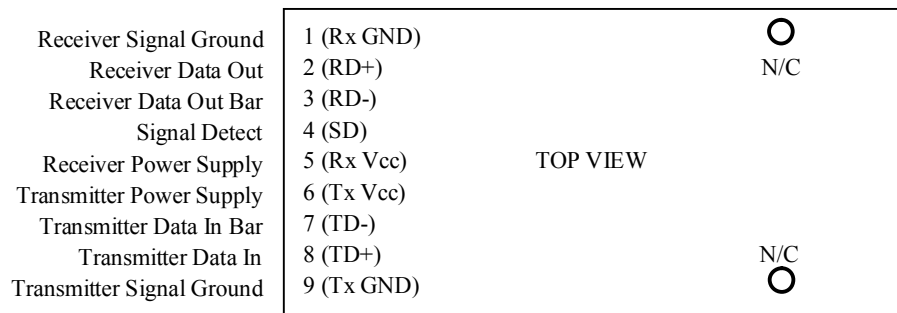 Receiver Signal Ground 1 (Rx GND)
Receiver Data Out 2 (RD+) N/C
Receiver Data Out Bar 3 (RD-)
Signal Detect 4 (SD)
Receiver Power Supply 5 (Rx Vcc) TOP VIEW
Transmitter Power Supply 6 (Tx Vcc)
Transmitter Data In Bar 7 (TD-)
Transmitter Data In 8 (TD+) N/C
Transmitter Signal Ground 9 (Tx GND)